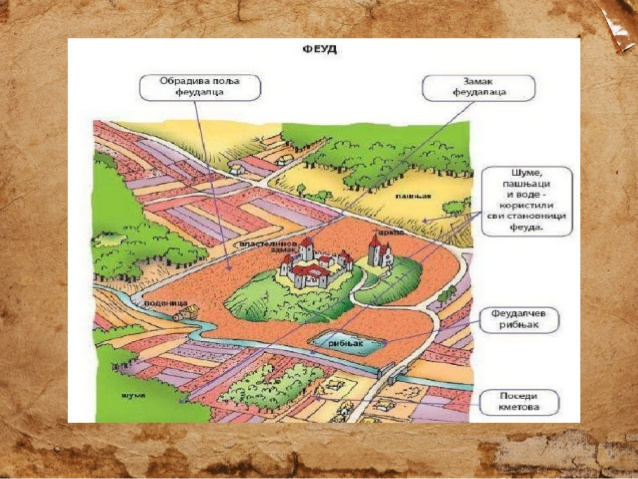 ФЕУД
Обрадива поља
феудалца
Замак
феудалаца
Шуме,
пашњаци
и воде -
користили
сви становници
феуда.
пашњак
црква
властелинов
замак
воденица
рибњак
Феудалчев
рибњак
шума
Поседи
кметова